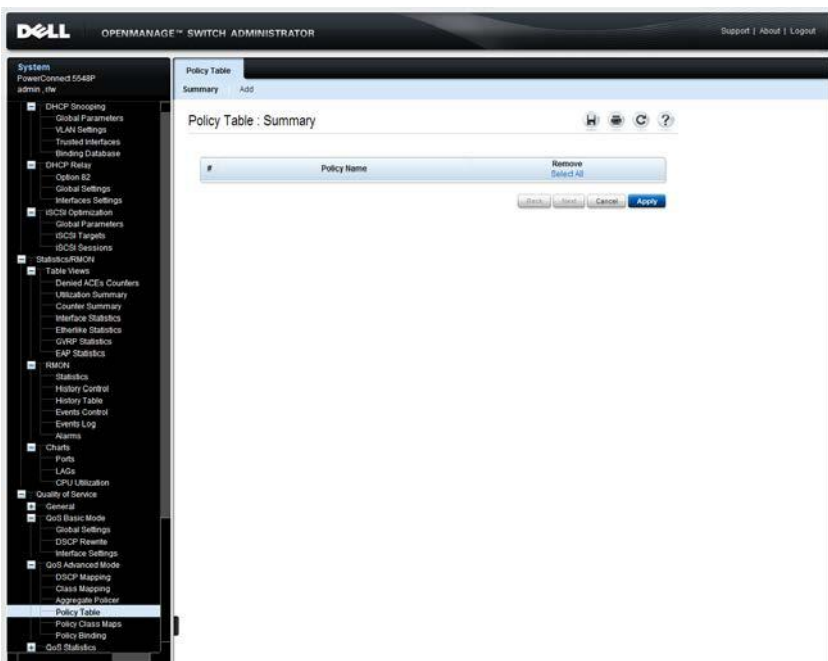 DELL
OPENMANAGE™ SWITCH ADMINISTRATOR
Support | About | Logout
System
PowerConnect 5548P
admin , r/w
DHCP Snooping
Global Parameters
VLAN Settings
Trusted Interfaces
Binding Database
DHCP Relay
Option 82
Global Settings
Interfaces Settings
iSCSI Optimization
Global Parameters
iSCSI Targets
iSCSI Sessions
Statistics/RMON
Table Views
Denied ACEs Counters
Utilization Summary
Counter Summary
Interface Statistics
Etherlike Statistics
GVRP Statistics
EAP Statistics
RMON
Statistics
History Control
History Table
Events Control
Events Log
Alarms
Charts
Ports
LAGs
CPU Utilization
Quality of Service
General
QoS Basic Mode
Global Settings
DSCP Rewrite
Interface Settings
QoS Advanced Mode
DSCP Mapping
Class Mapping
Aggregate Policer
Policy Table
Policy Class Maps
Policy Binding
QoS Statistics
Policy Table
Summary Add
Policy Table : Summary
# Policy Name Remove
Select All
Back Next Cancel Apply